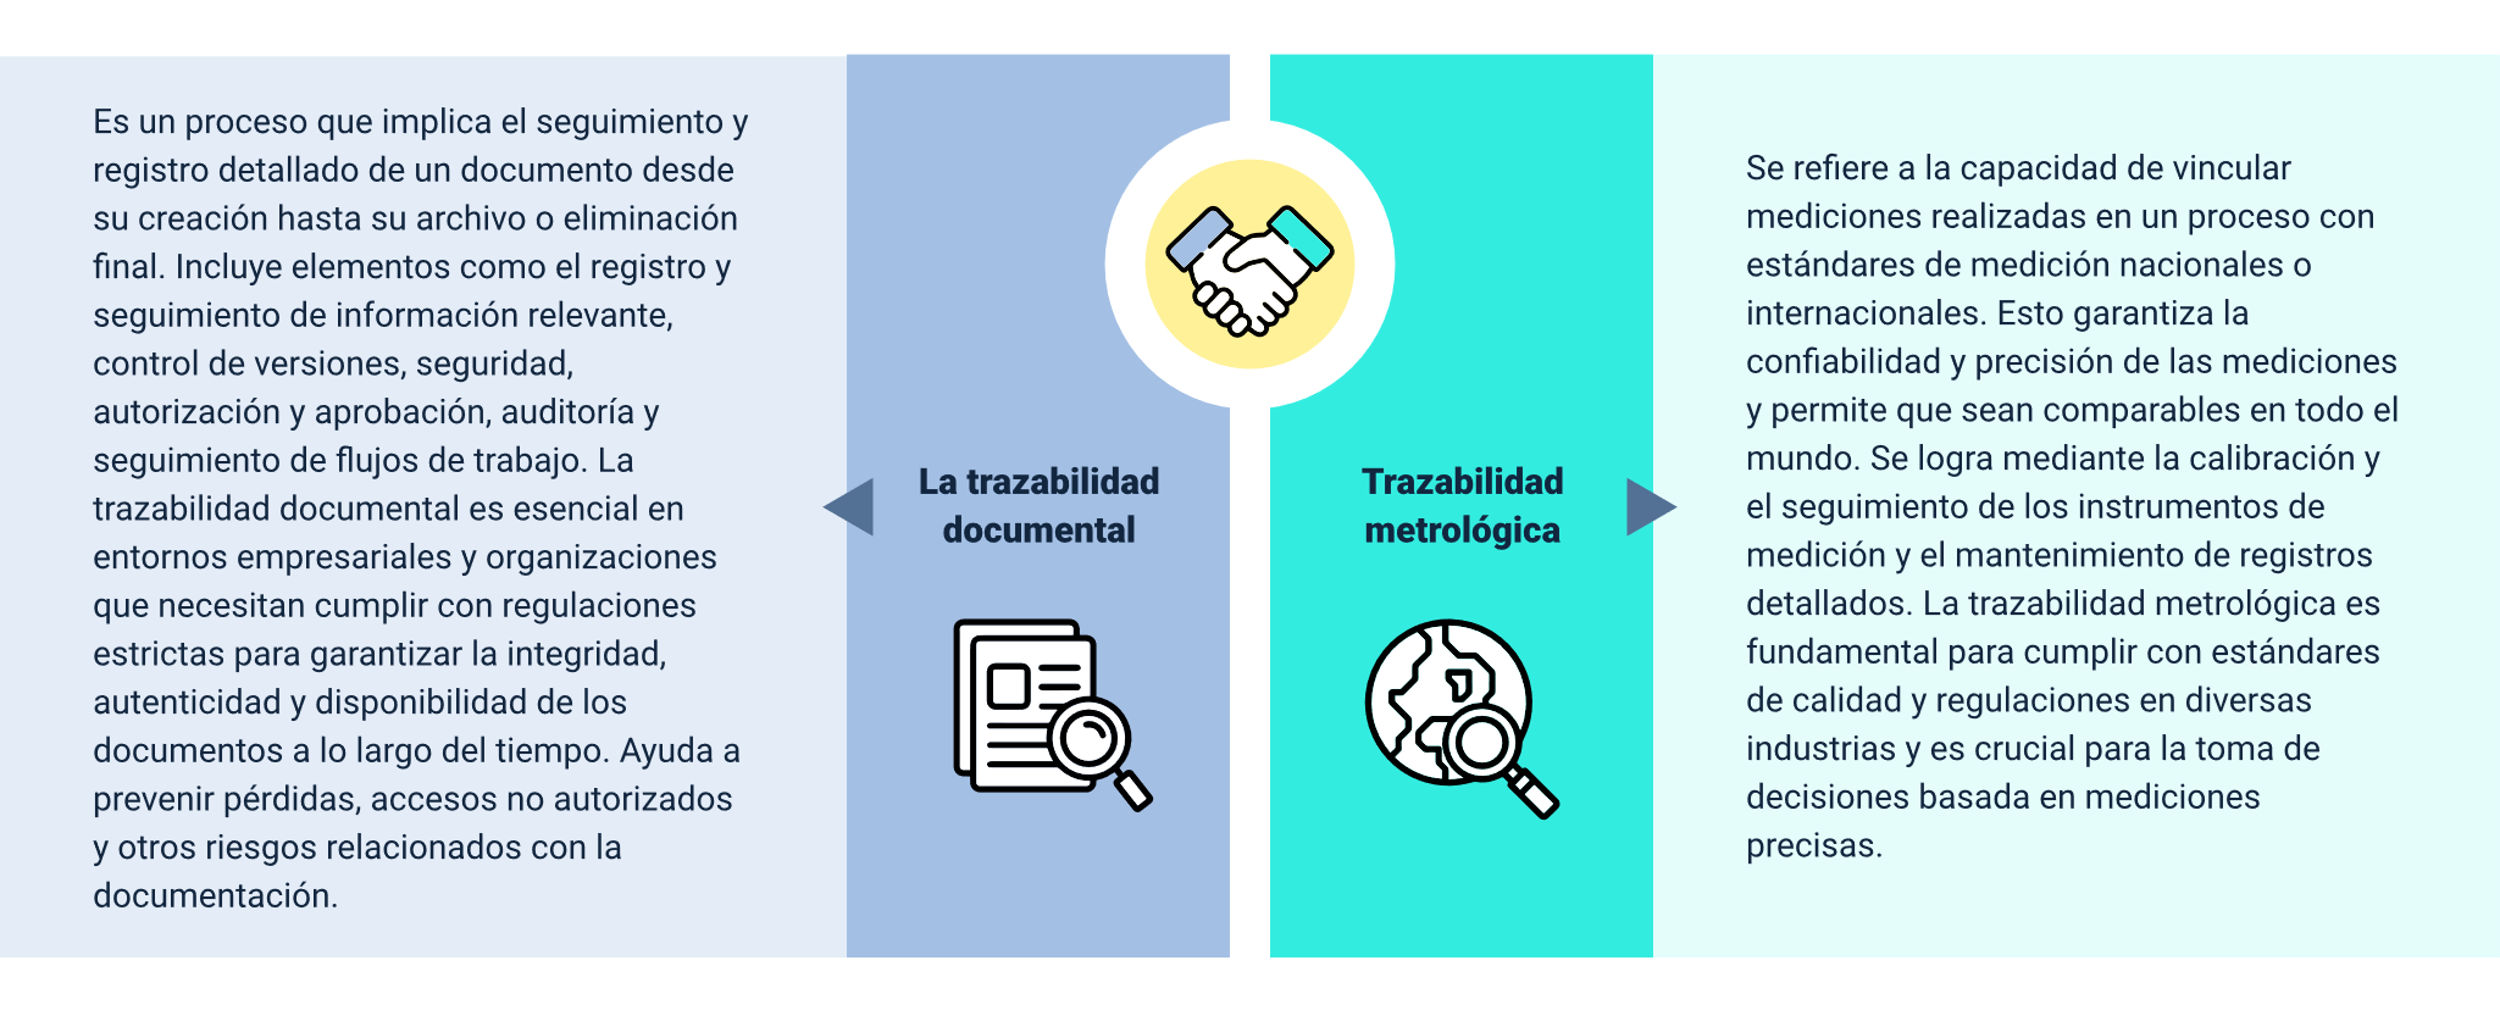 Es un proceso que implica el seguimiento y
registro detallado de un documento desde
su creación hasta su archivo o eliminación
final. Incluye elementos como el registro y
seguimiento de información relevante,
control de versiones, seguridad,
autorización y aprobación, auditoría y
seguimiento de flujos de trabajo. La
trazabilidad documental es esencial en
entornos empresariales y organizaciones
que necesitan cumplir con regulaciones
estrictas para garantizar la integridad,
autenticidad y disponibilidad de los
documentos a lo largo del tiempo. Ayuda a
prevenir pérdidas, accesos no autorizados
y otros riesgos relacionados con la
documentación.
La trazabilidad
documental
Trazabilidad
metrológica
Se refiere a la capacidad de vincular
mediciones realizadas en un proceso con
estándares de medición nacionales o
internacionales. Esto garantiza la
confiabilidad y precisión de las mediciones
y permite que sean comparables en todo el
mundo. Se logra mediante la calibración y
el seguimiento de los instrumentos de
medición y el mantenimiento de registros
detallados. La trazabilidad metrológica es
fundamental para cumplir con estándares
de calidad y regulaciones en diversas
industrias y es crucial para la toma de
decisiones basada en mediciones
precisas.